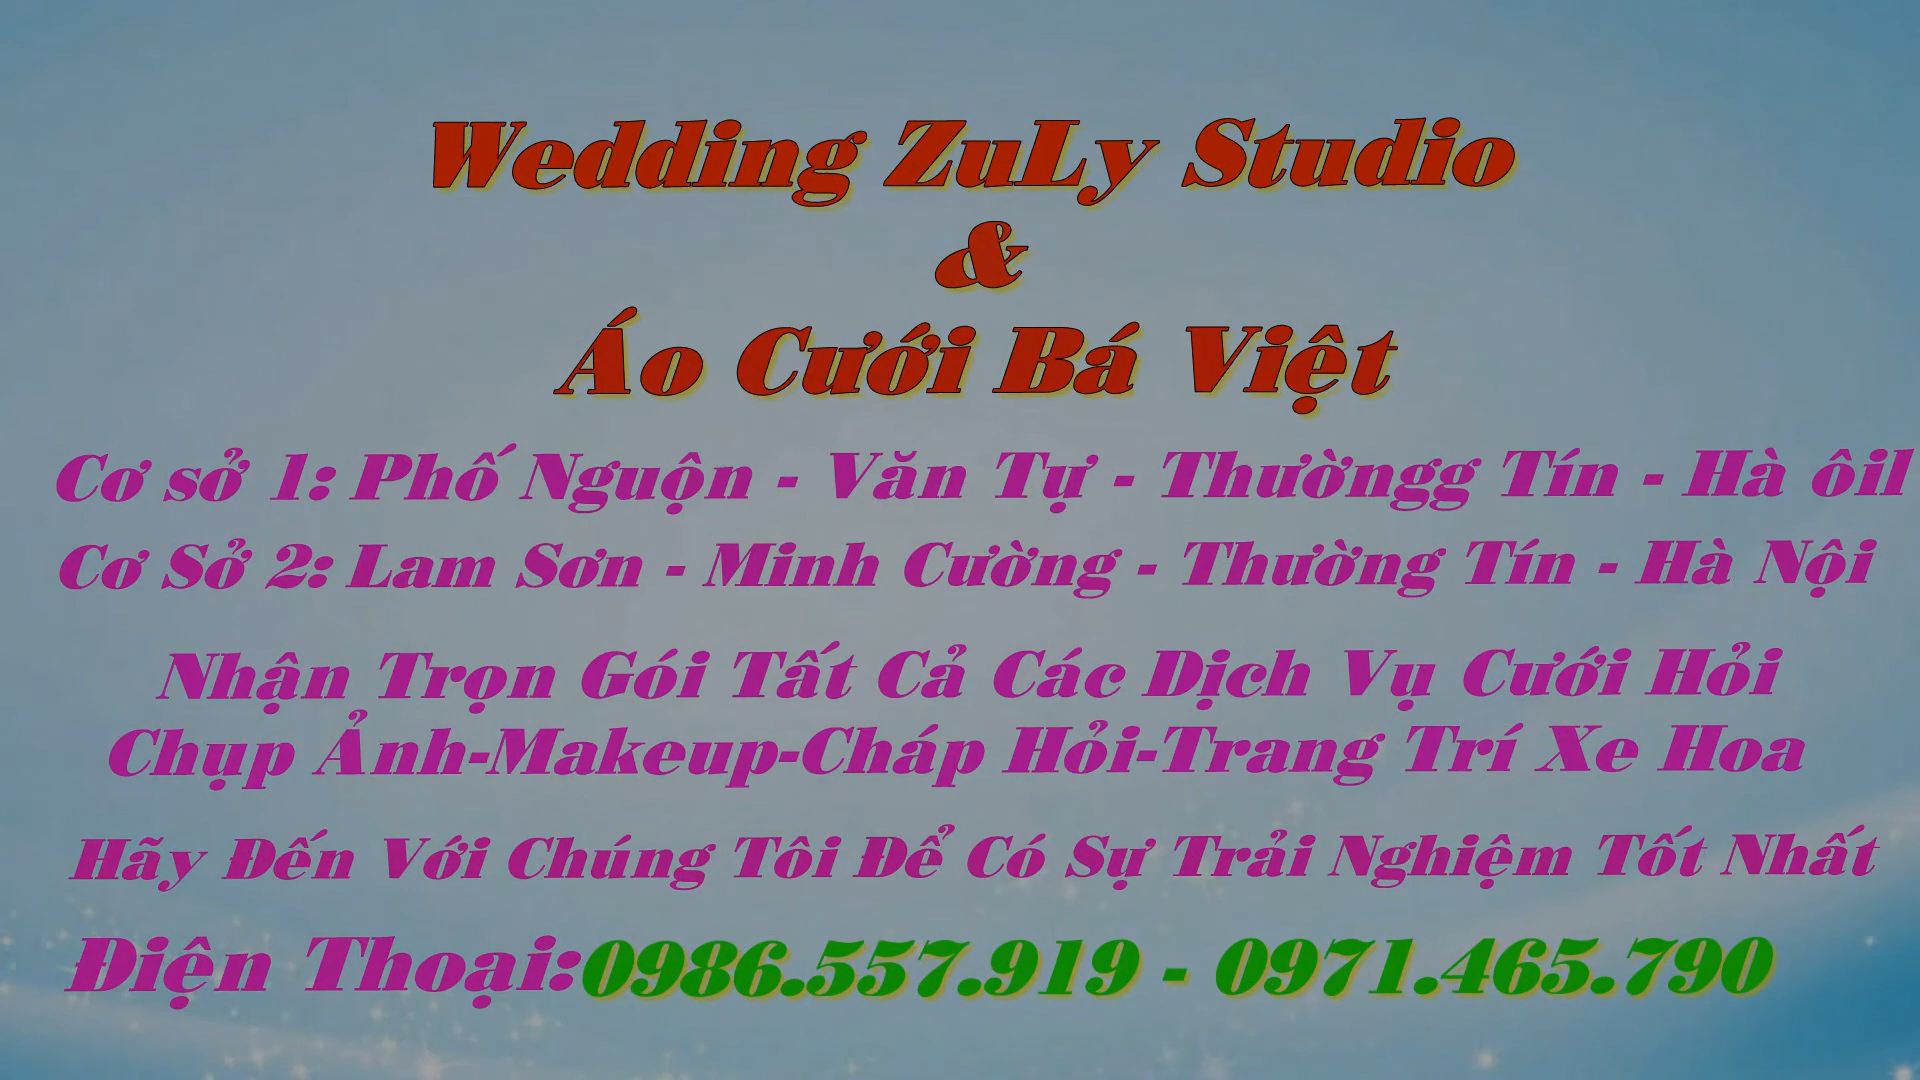 Wedding ZuLy Studio
&
Áo Cưới Bá Việt
Cơ sở 1: Phố Nguộn - Văn Tự - Thườngg Tín - Hà ôil
Cơ Sở 2: Lam Sơn - Minh Cường - Thường Tín - Hà Nội
Nhận Trọn Gói Tất Cả Các Dịch Vụ Cưới Hỏi
Chụp Ảnh-Makeup-Cháp Hỏi-Trang Trí Xe Hoa
Hãy Đến Với Chúng Tôi Để Có Sự Trải Nghiệm Tốt Nhất
Điện Thoại:0986.557.919 - 0971.465.790